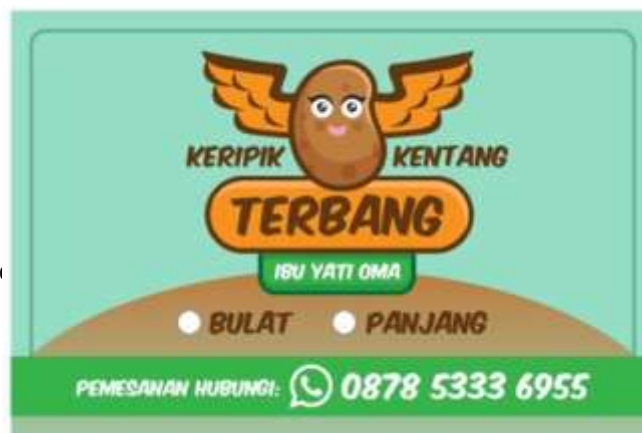 KERIPIK KENTANG
TERBANG
IBU YATI OMA
BULAT PANJANG
PEMESANAN HUBUNGI: 0878 5333 6955